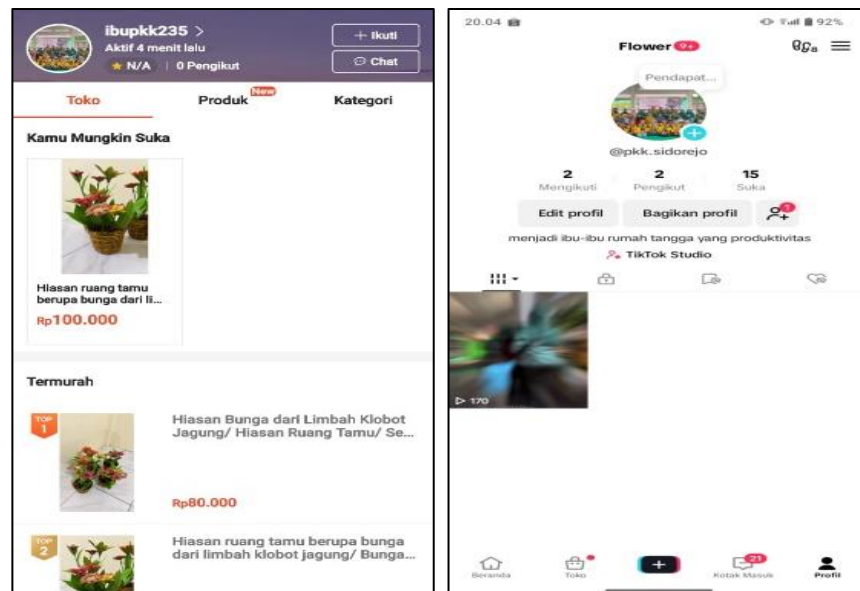 ibupkk235 >
Aktif 4 menit lalu
N/A | 0 Pengikut
+ Ikuti
Chat
Toko
Produk
New
Kategori
Kamu Mungkin Suka
Hiasan ruang tamu
berupa bunga dari li...
Rp100.000
Termurah
TOP
1
Hiasan Bunga dari Limbah Klobot
Jagung/ Hiasan Ruang Tamu/ Se...
Rp80.000
TOP
2
Hiasan ruang tamu berupa bunga
dari limbah klobot jagung/ Bunga...
20.04
92%
Flower 9+
Pendapat...
@pkk.sidorejo
2
Mengikuti
2
Pengikut
15
Suka
Edit profil
Bagikan profil
1
menjadi ibu-ibu rumah tangga yang produktivitas
TikTok Studio
170
Beranda
Toko
21
Kotak Masuk
Profil